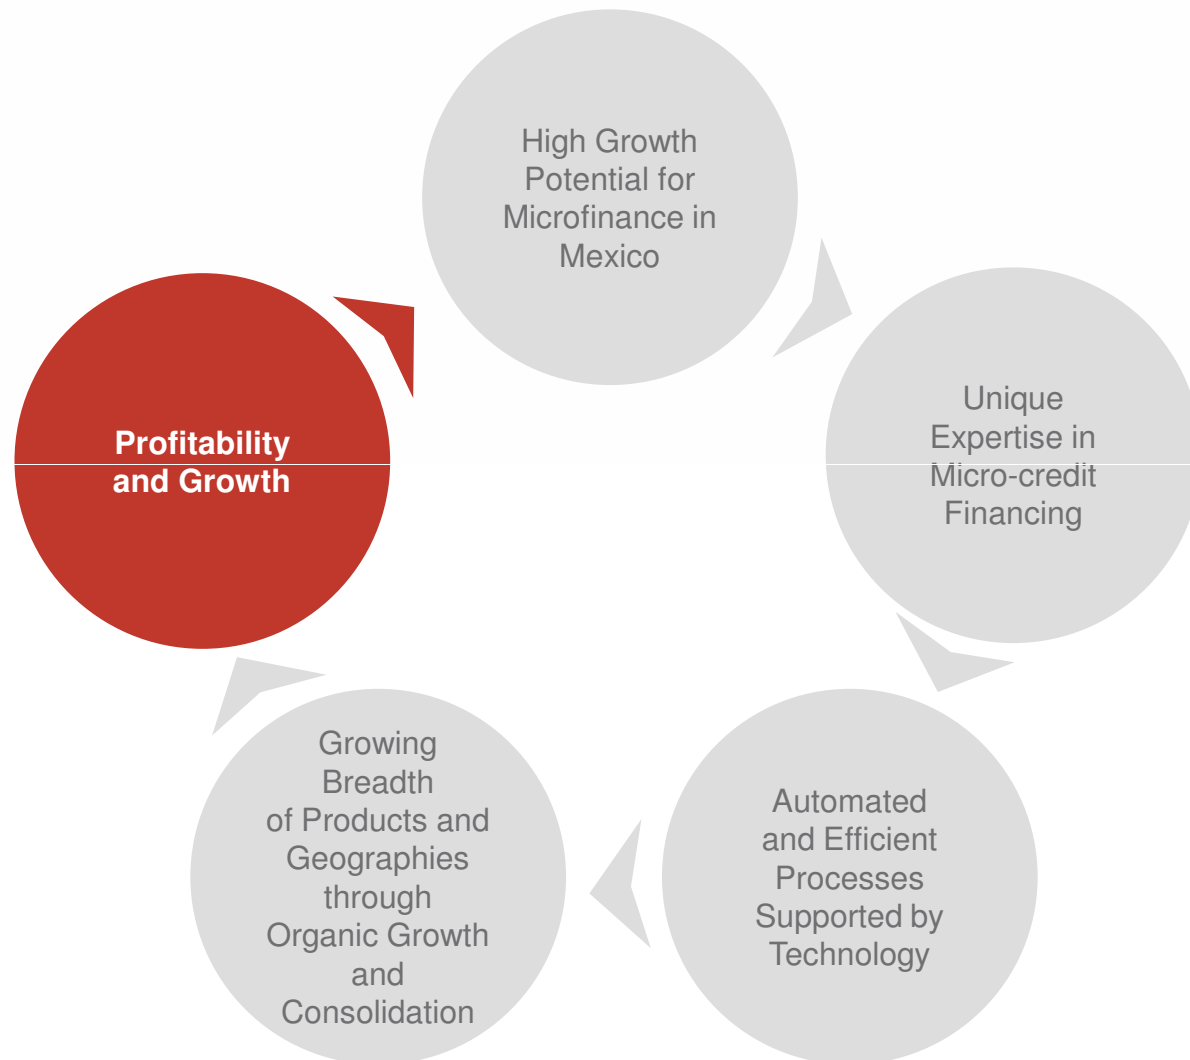 High Growth
Potential for
Microfinance in
Mexico
Unique
Expertise in
Micro-credit
Financing
Automated
and Efficient
Processes
Supported by
Technology
Growing
Breadth
of Products and
Geographies
through
Organic Growth
and
Consolidation
Profitability
and Growth